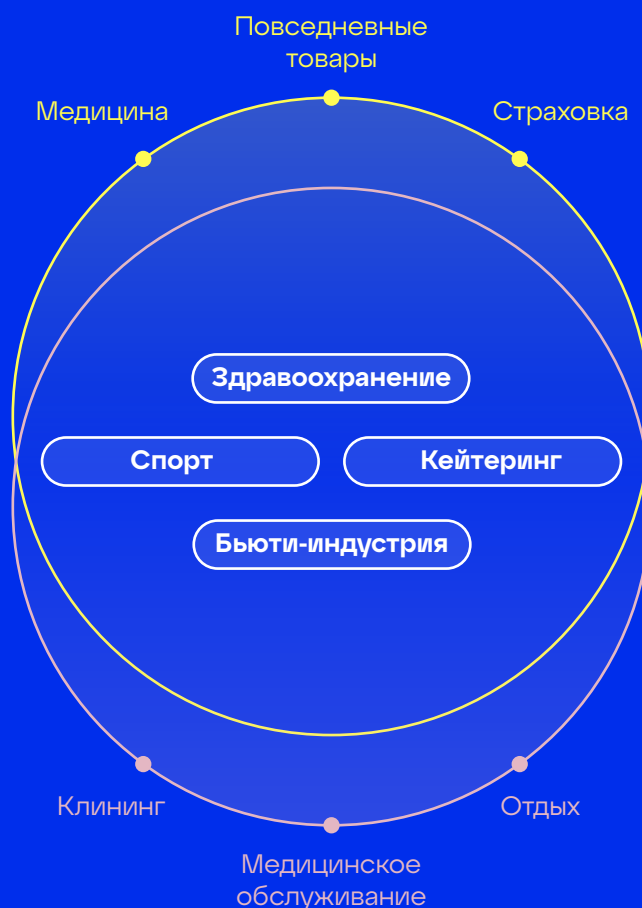 Повседневные
товары
Медицина
Страховка
Здравоохранение
Спорт
Кейтеринг
Бьюти-индустрия
Клининг
Отдых
Медицинское
обслуживание